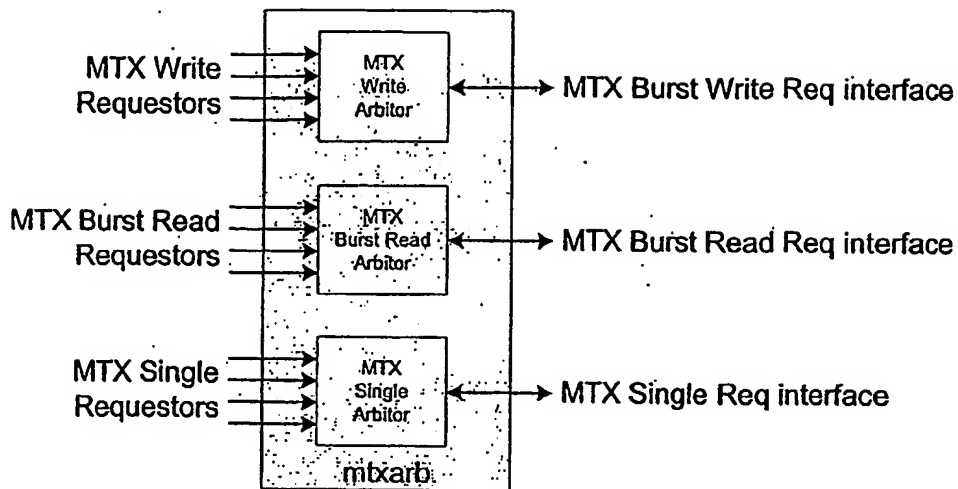 MTX Write
Requestors
MTX
Write
Arbitor
MTX Burst Write Req interface
MTX Burst Read
Requestors
MTX
Burst Read
Arbitor
MTX Burst Read Req interface
MTX Single
Requestors
MTX
Single
Arbitor
MTX Single Req interface
mtxarb